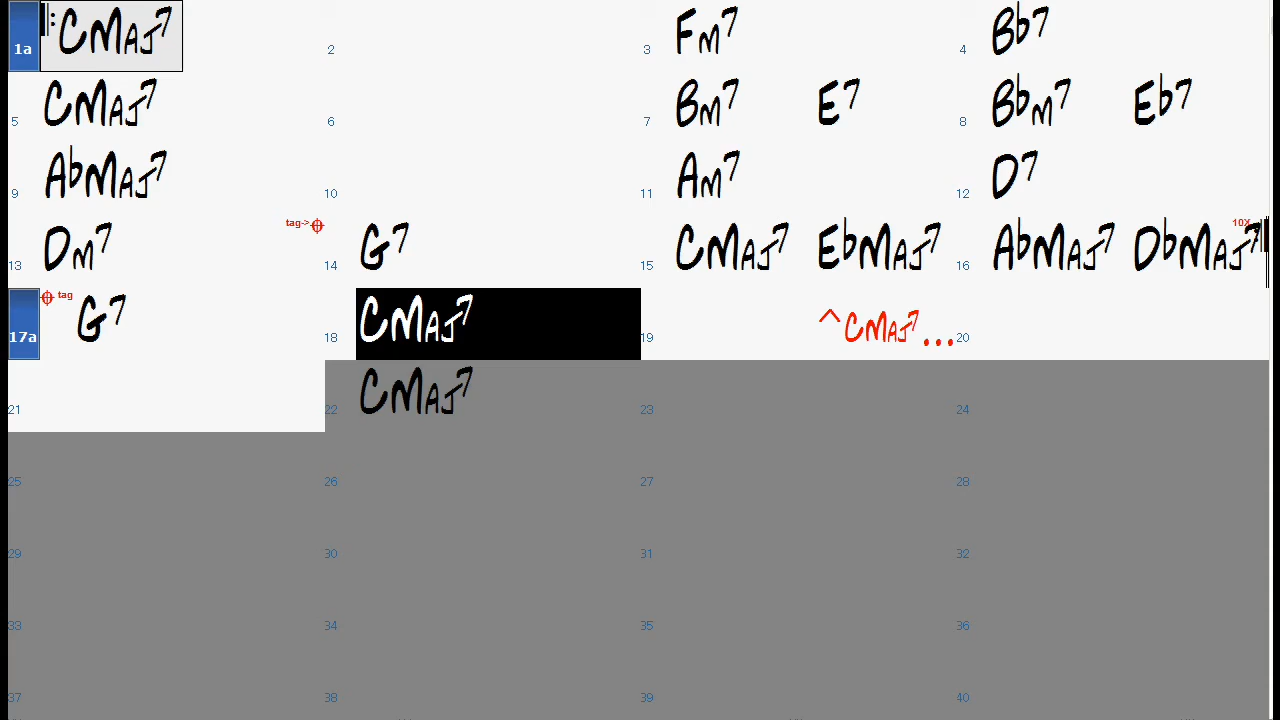 1a CMAJ7 2 3 Fm7 4 Bb7
5 CMAJ7 6 7 Bm7 E7 8 Bbm7 Eb7
9 AbMAJ7 10 11 Am7 12 D7
13 Dm7 tag-> 14 G7 15 CMAJ7 EbMAJ7 16 AbMAJ7 DbMAJ7 10X
17a tag G7 18 CMAJ7 19 ^CMAJ7... 20
21 22 CMAJ7 23 24
25 26 27 28
29 30 31 32
33 34 35 36
37 38 39 40